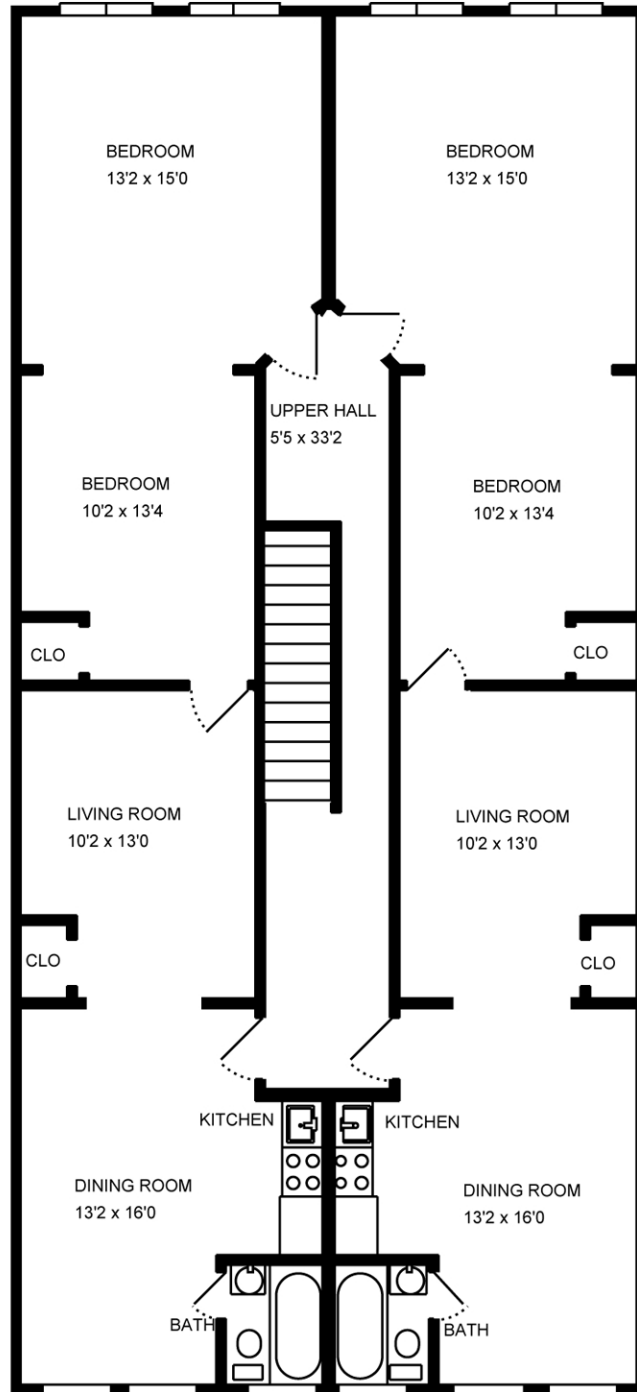 BEDROOM
13'2 x 15'0
BEDROOM
13'2 x 15'0
UPPER HALL
5'5 x 33'2
BEDROOM
10'2 x 13'4
BEDROOM
10'2 x 13'4
CLO
CLO
LIVING ROOM
10'2 x 13'0
LIVING ROOM
10'2 x 13'0
CLO
CLO
KITCHEN
KITCHEN
DINING ROOM
13'2 x 16'0
DINING ROOM
13'2 x 16'0
BATH
BATH